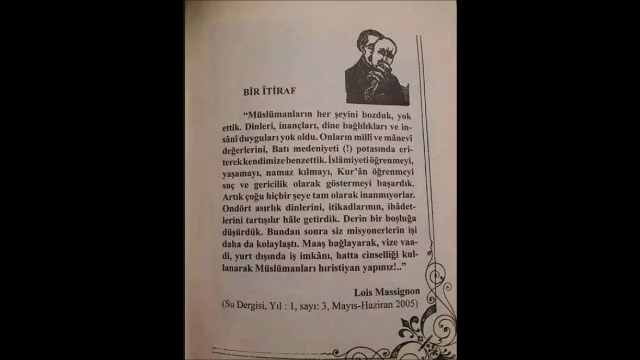 BİR İTİRAF
“Müslümanların her şeyini bozduk, yok
ettik. Dinleri, inançları, dine bağlılıkları ve in-
sânî duyguları yok oldu. Onların millî ve mânevî
değerlerini, Batı medeniyeti (!) potasında eri-
terek kendimize benzettik. İslâmiyeti öğrenmeyi,
yaşamayı, namaz kılmayı, Kur’ân öğrenmeyi
suç ve gericilik olarak göstermeyi başardık.
Artık çoğu hiçbir şeye tam olarak inanmıyorlar.
Ondört asırlık dinlerini, itikadlarının, ibâdet-
lerini tartışılır hâle getirdik. Derin bir boşluğa
düşürdük. Bundan sonra siz misyonerlerin işi
daha da kolaylaştı. Maaş bağlayarak, vize vaa-
di, yurt dışında iş imkânı, hatta cinselliği kul-
lanarak Müslümanları hıristiyan yapınız!..”
Lois Massignon
(Su Dergisi, Yıl : 1, sayı: 3, Mayıs-Haziran 2005)